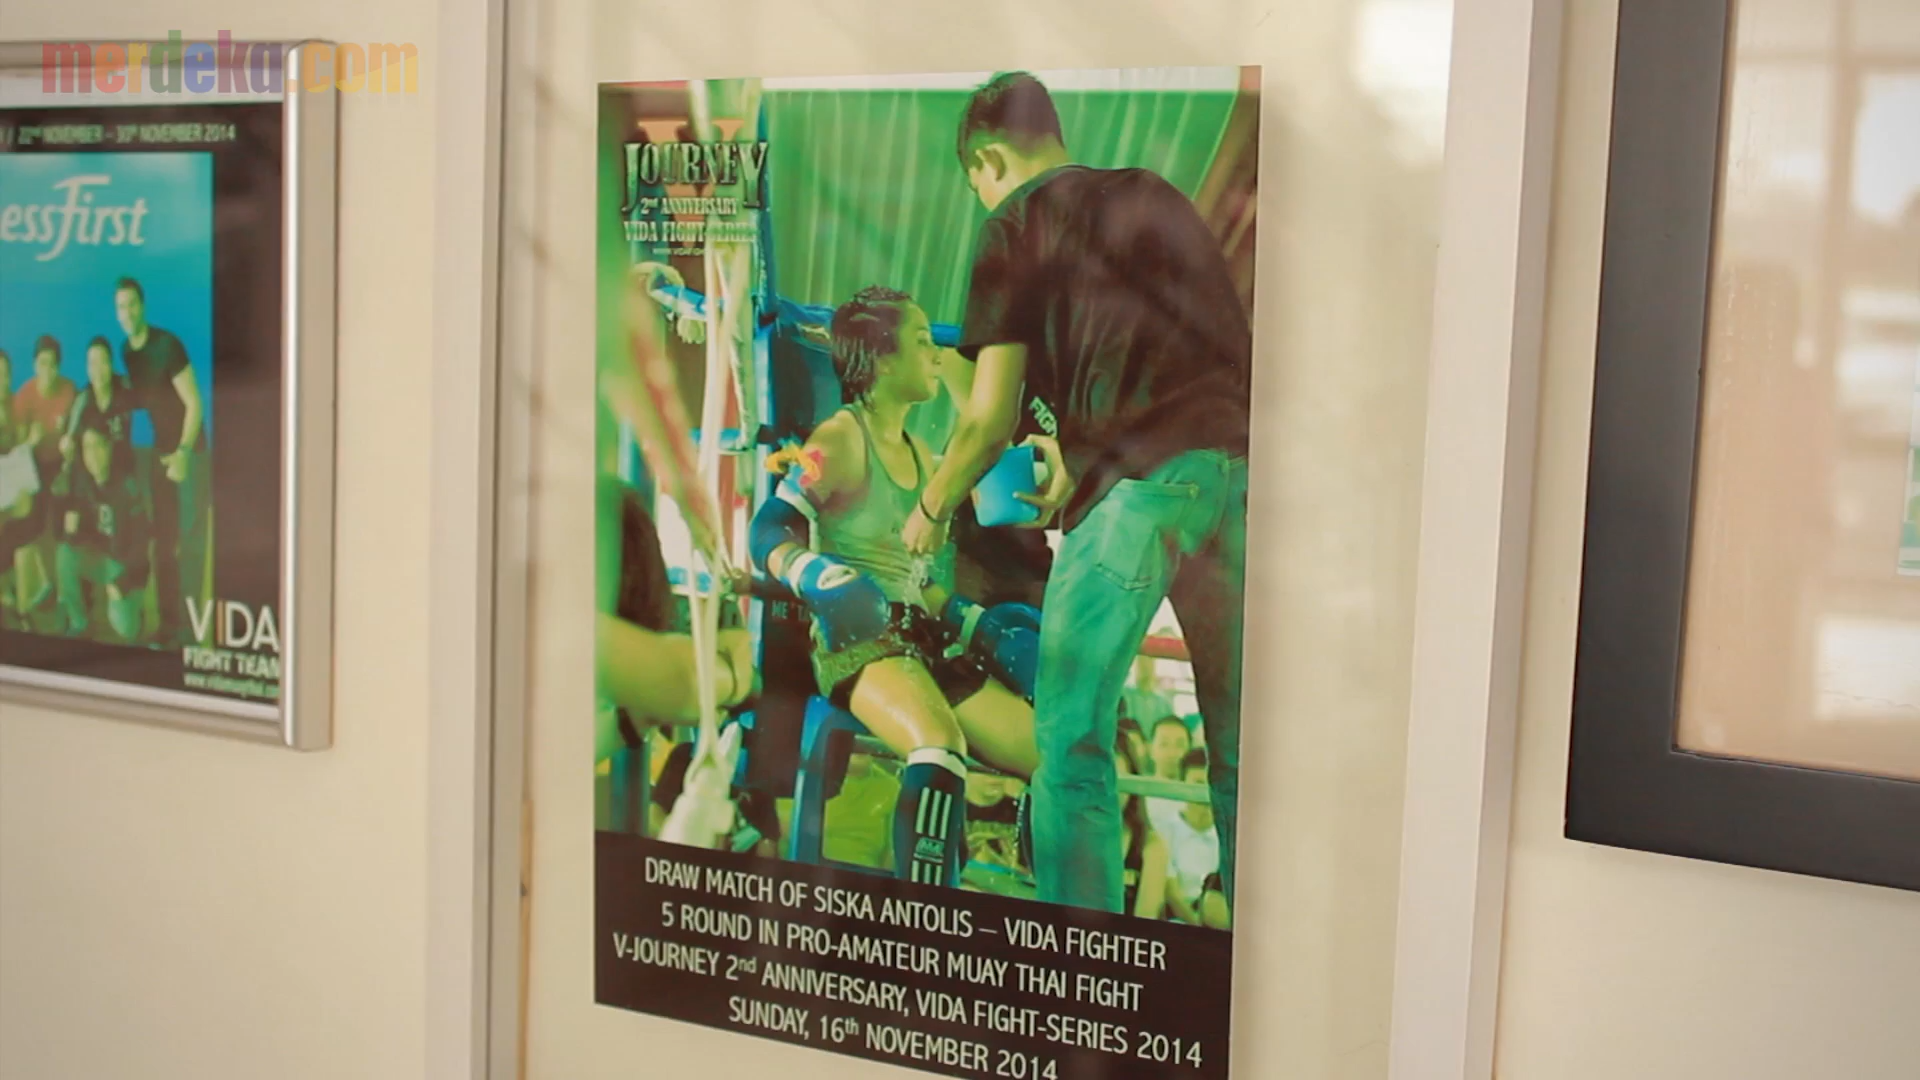 merdeka.com
22nd NOVEMBER – 30th NOVEMBER 2014
essfirst
VIDA
FIGHT TEAM
V
JOURNEY
2nd ANNIVERSARY
VIDA FIGHT-SERIES
FIGH
DRAW MATCH OF SISKA ANTOLIS – VIDA FIGHTER
5 ROUND IN PRO-AMATEUR MUAY THAI FIGHT
V-JOURNEY 2nd ANNIVERSARY, VIDA FIGHT-SERIES 2014
SUNDAY, 16th NOVEMBER 2014